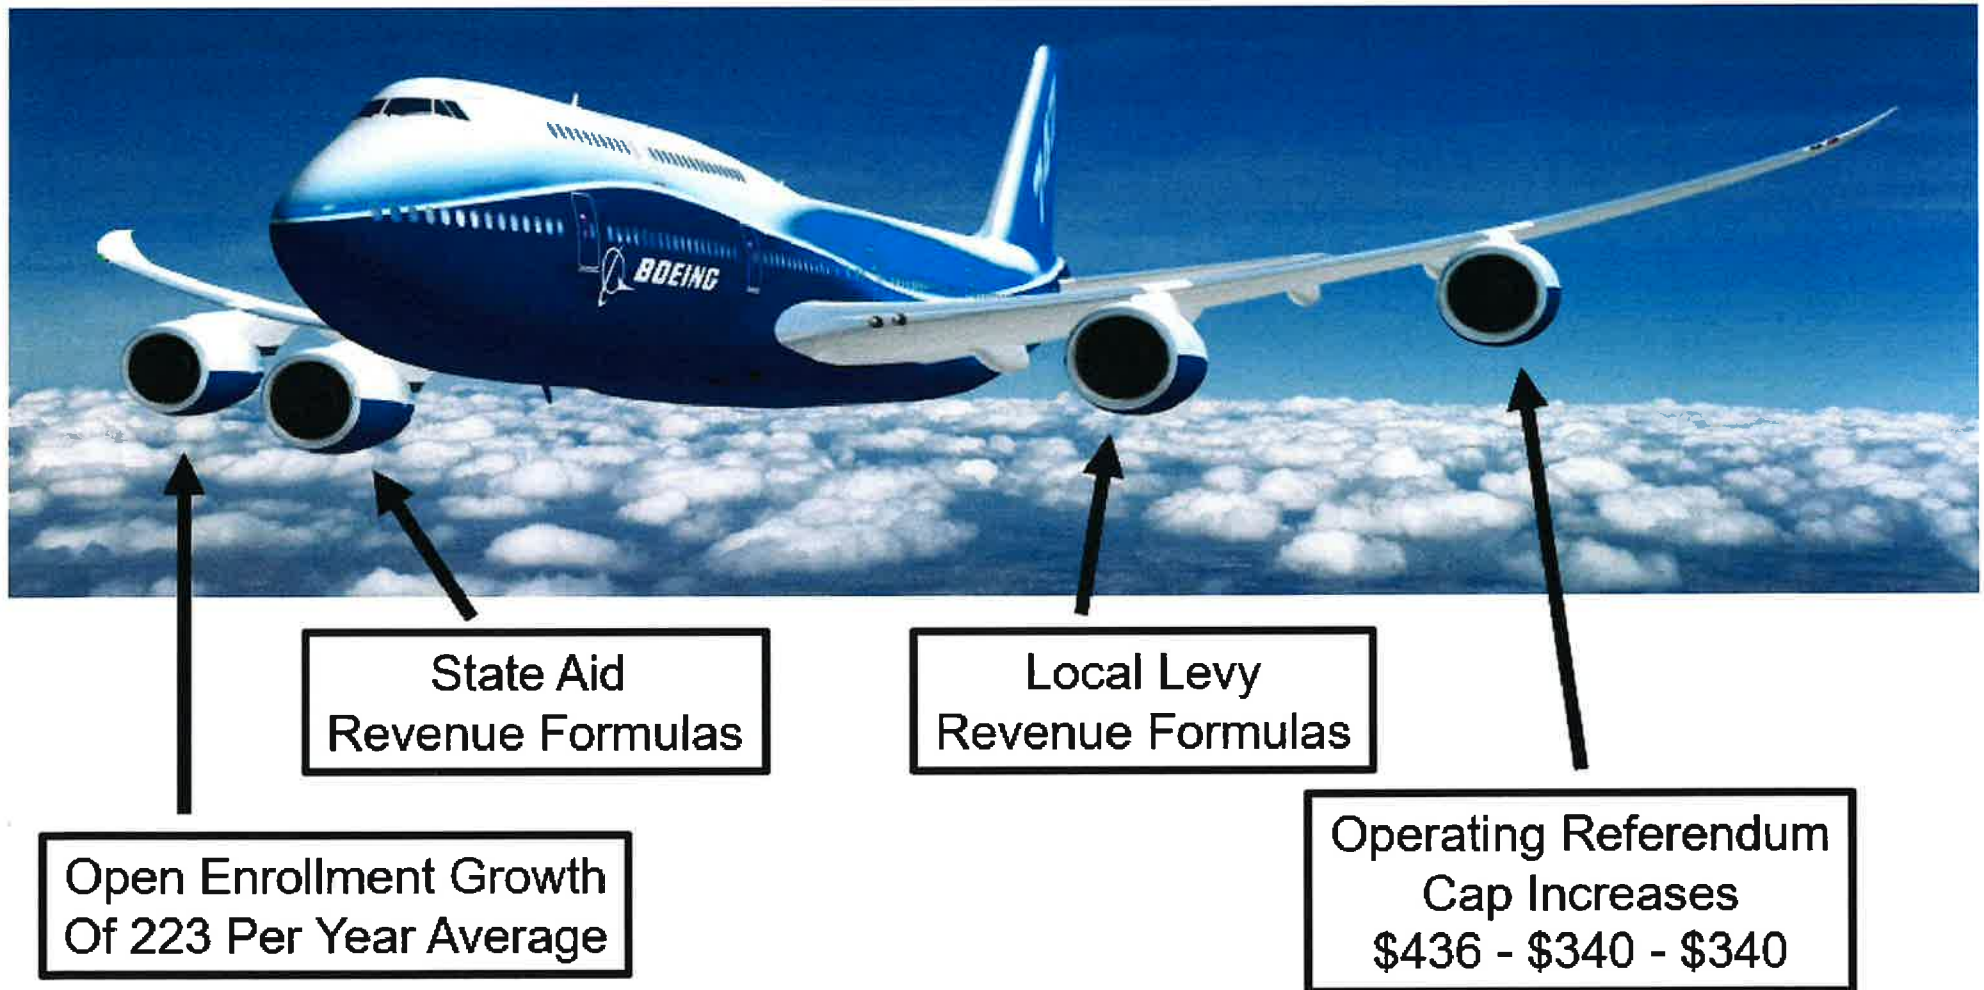 BOEING
State Aid
Revenue Formulas
Local Levy
Revenue Formulas
Open Enrollment Growth
Of 223 Per Year Average
Operating Referendum
Cap Increases
$436 - $340 - $340